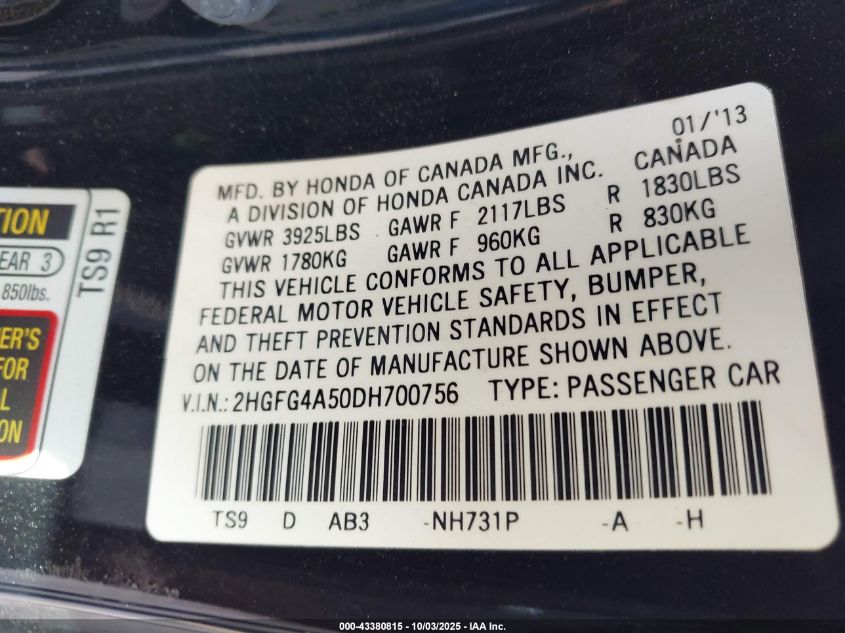 TION
EAR 3
850lbs.
ER'S
FOR
L
ON
TS9 R1
01/'13
MFD. BY HONDA OF CANADA MFG., CANADA
A DIVISION OF HONDA CANADA INC.
GVWR 3925LBS GAWR F 2117LBS R 1830LBS
GVWR 1780KG GAWR F 960KG R 830KG
THIS VEHICLE CONFORMS TO ALL APPLICABLE
FEDERAL MOTOR VEHICLE SAFETY, BUMPER,
AND THEFT PREVENTION STANDARDS IN EFFECT
ON THE DATE OF MANUFACTURE SHOWN ABOVE.
V.I.N.: 2HGFG4A50DH700756 TYPE: PASSENGER CAR
TS9 D AB3 -NH731P -A -H
000-43380815 - 10/03/2025 - IAA Inc.